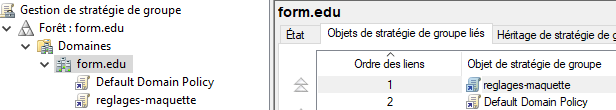 Gestion de stratégie de groupe
Forêt : form.edu
Domaines
form.edu
Default Domain Policy
reglages-maquette
form.edu
État
Objets de stratégie de groupe liés
Héritage de stratégie de g
Ordre des liens
Objet de stratégie de groupe
1
reglages-maquette
2
Default Domain Policy